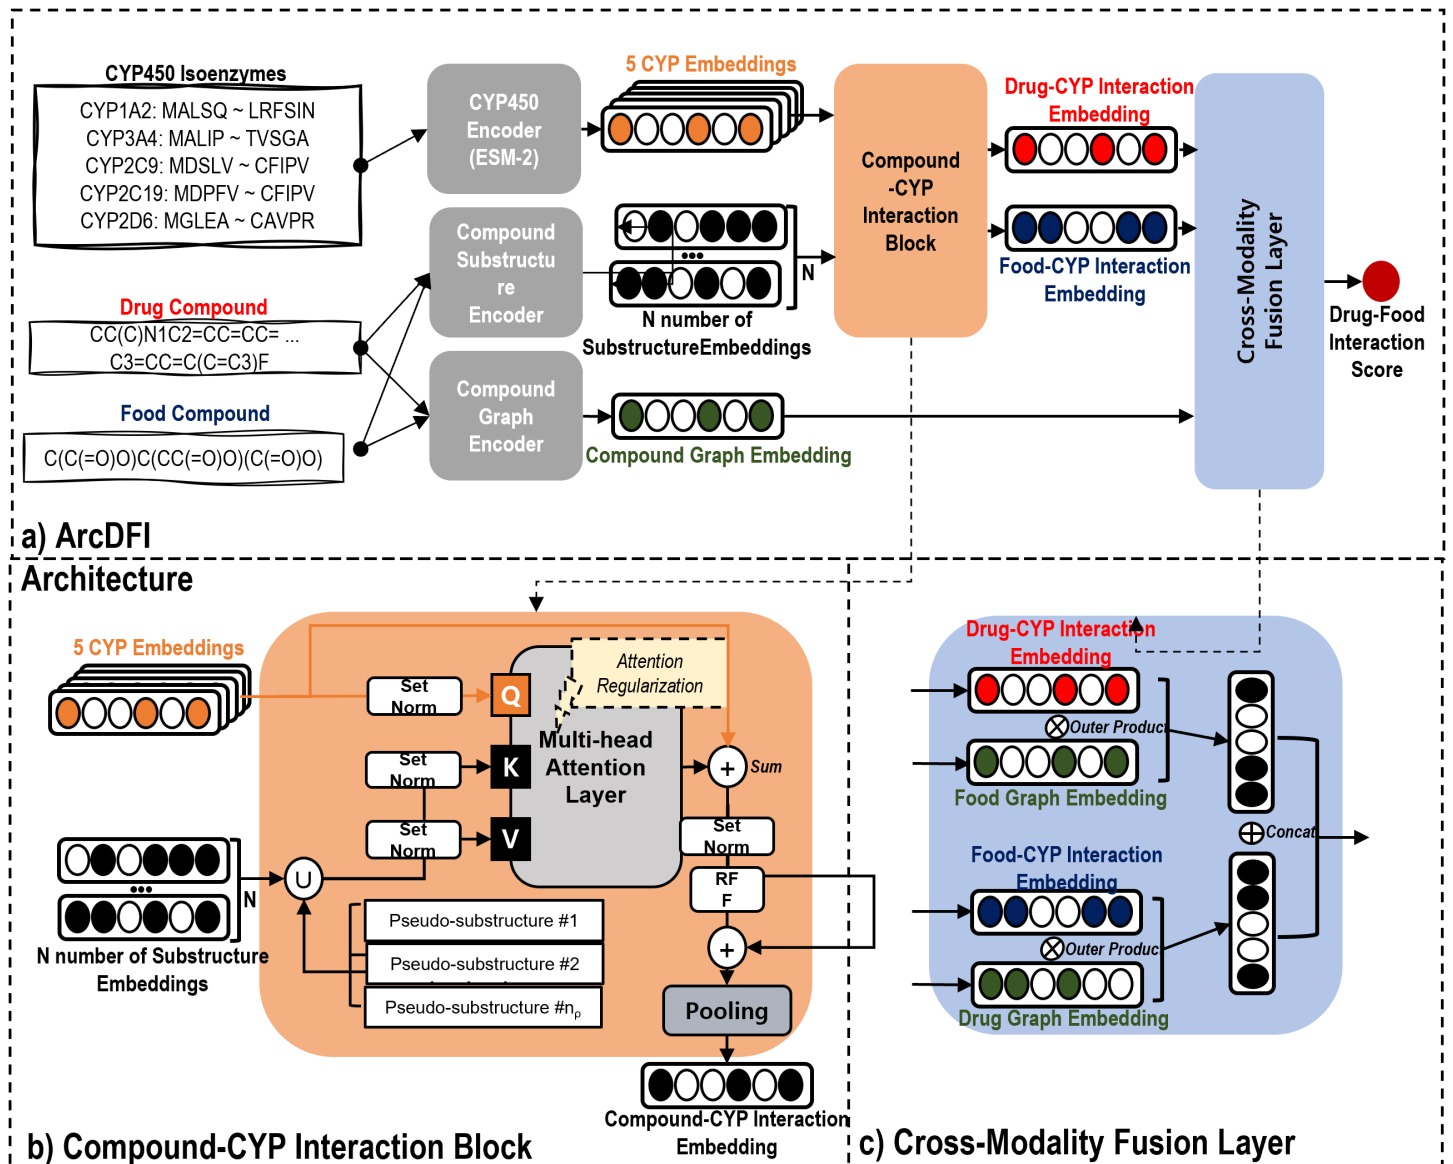 CYP450 Isoenzymes
CYP1A2: MALSQ ~ LRFSIN
CYP3A4: MALIP ~ TVSGA
CYP2C9: MDSLV ~ CFIPV
CYP2C19: MDPFV ~ CFIPV
CYP2D6: MGLEA ~ CAVPR
Drug Compound
CC(C)N1C2=CC=CC= ...
C3=CC=C(C=C3)F
Food Compound
C(C(=O)O)C(CC(=O)O)(C(=O)O)
CYP450
Encoder
(ESM-2)
Compound
Substructu
re
Encoder
Compound
Graph
Encoder
5 CYP Embeddings
•••
N
N number of
SubstructureEmbeddings
Compound Graph Embedding
Compound
-CYP
Interaction
Block
Drug-CYP Interaction
Embedding
Food-CYP Interaction
Embedding
Cross-Modality
Fusion Layer
Drug-Food
Interaction
Score
a) ArcDFI
Architecture
5 CYP Embeddings
•••
N
N number of Substructure
Embeddings
∪
Set
Norm
Set
Norm
Set
Norm
Q
K
V
Attention
Regularization
Multi-head
Attention
Layer
+
Sum
Set
Norm
RF
F
+
Pooling
Pseudo-substructure #1
Pseudo-substructure #2
Pseudo-substructure #nρ
Compound-CYP Interaction
Embedding
b) Compound-CYP Interaction Block
Drug-CYP Interaction
Embedding
⊗ Outer Product
Food Graph Embedding
Food-CYP Interaction
Embedding
⊗ Outer Product
Drug Graph Embedding
⊕ Concat
c) Cross-Modality Fusion Layer